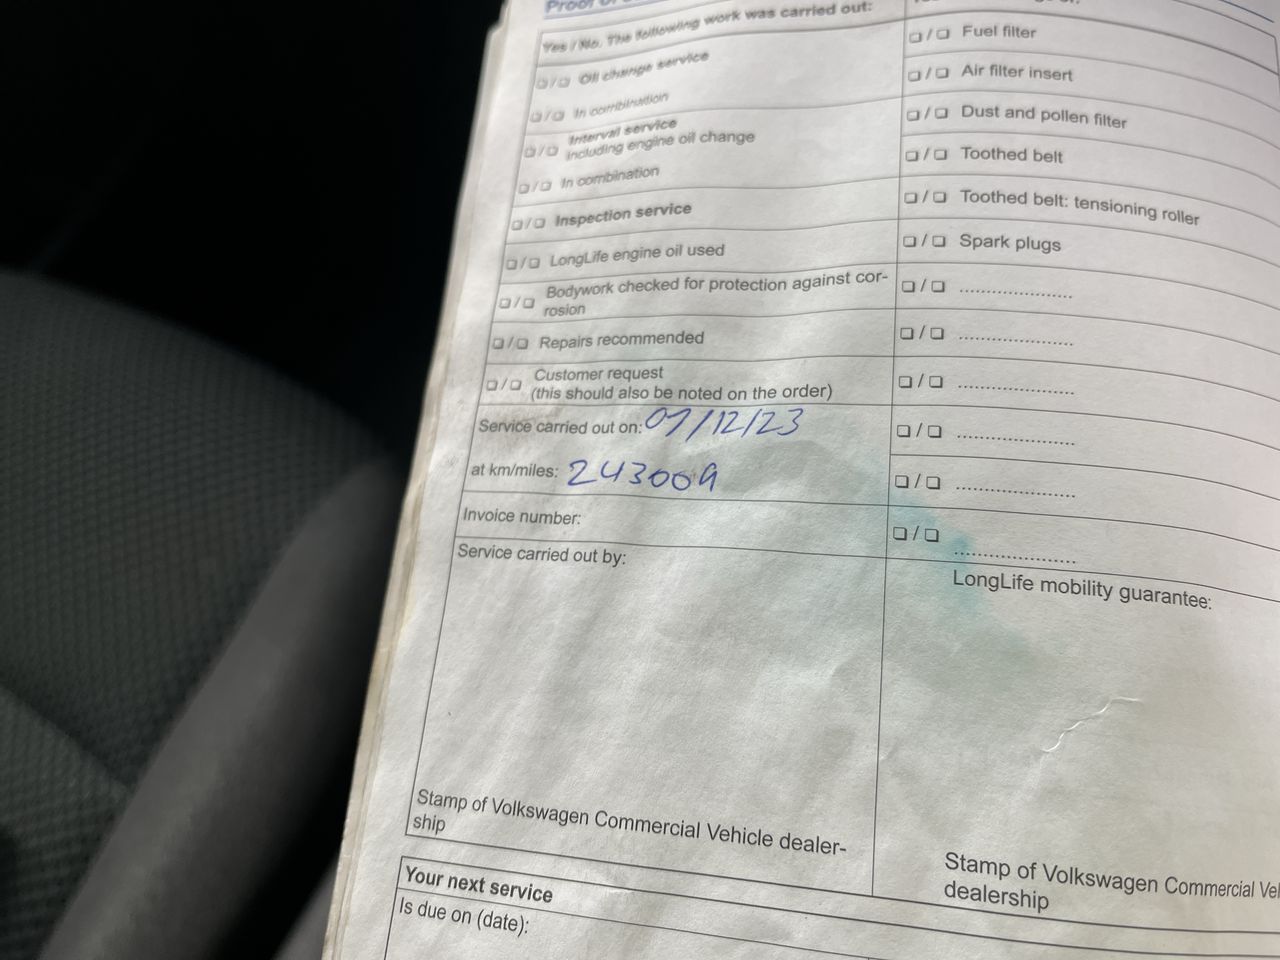 Proof of
Yes / No. The following work was carried out:
❏/❏ Oil change service
❏/❏ In combination
❏/❏ Interval service
including engine oil change
❏/❏ In combination
❏/❏ Inspection service
❏/❏ LongLife engine oil used
❏/❏ Bodywork checked for protection against cor-
rosion
❏/❏ Repairs recommended
❏/❏ Customer request
(this should also be noted on the order)
Service carried out on: 07/12/23
at km/miles: 243009
Invoice number:
Service carried out by:
Stamp of Volkswagen Commercial Vehicle dealer-
ship
❏/❏ Fuel filter
❏/❏ Air filter insert
❏/❏ Dust and pollen filter
❏/❏ Toothed belt
❏/❏ Toothed belt: tensioning roller
❏/❏ Spark plugs
❏/❏ .....................
❏/❏ .....................
❏/❏ .....................
❏/❏ .....................
❏/❏ .....................
❏/❏ .....................
LongLife mobility guarantee:
Stamp of Volkswagen Commercial Veh
dealership
Your next service
Is due on (date):